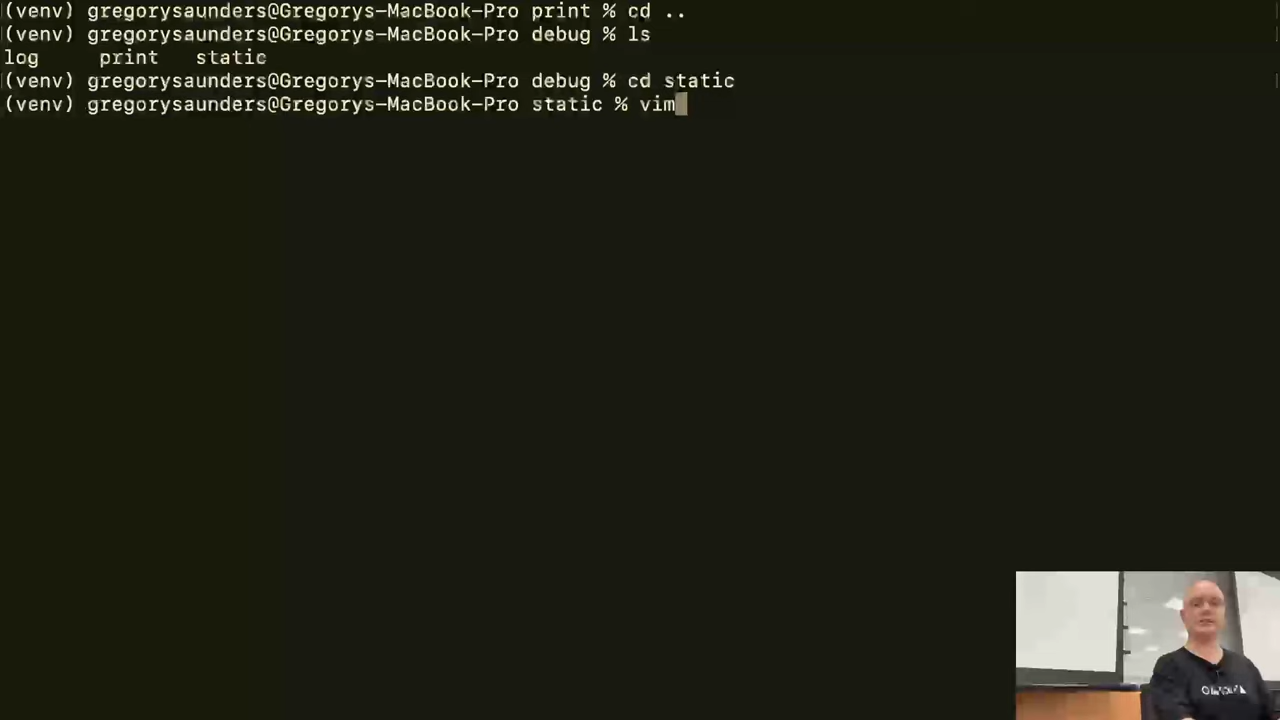 (venv) gregorysaunders@Gregorys-MacBook-Pro print % cd ..
(venv) gregorysaunders@Gregorys-MacBook-Pro debug % ls
log print static
(venv) gregorysaunders@Gregorys-MacBook-Pro debug % cd static
(venv) gregorysaunders@Gregorys-MacBook-Pro static % vim